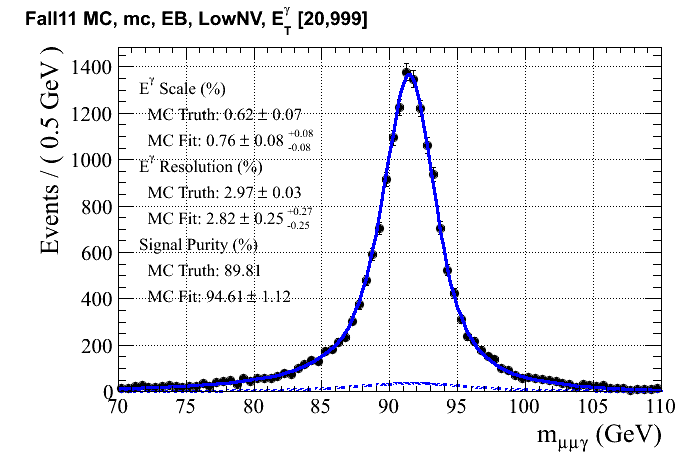 Fall11 MC, mc, EB, LowNV, E_T^γ [20,999]
Events / ( 0.5 GeV )
1400
1200
1000
800
600
400
200
0
E^γ Scale (%)
MC Truth: 0.62 ± 0.07
MC Fit: 0.76 ± 0.08 +0.08 -0.08
E^γ Resolution (%)
MC Truth: 2.97 ± 0.03
MC Fit: 2.82 ± 0.25 +0.27 -0.25
Signal Purity (%)
MC Truth: 89.81
MC Fit: 94.61 ± 1.12
70 75 80 85 90 95 100 105 110
m_μμγ (GeV)